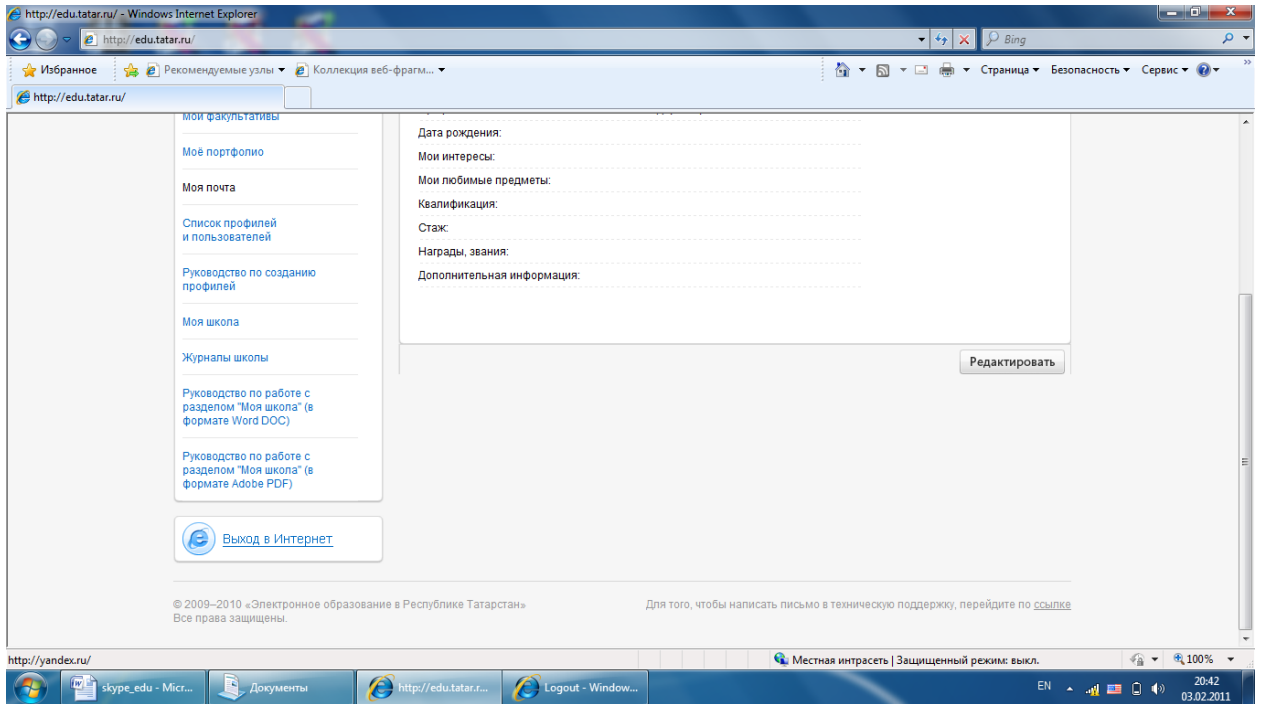 http://edu.tatar.ru/ - Windows Internet Explorer
http://edu.tatar.ru/
Bing
Избранное
Рекомендуемые узлы
Коллекция веб-фрагм...
Страница
Безопасность
Сервис
http://edu.tatar.ru/
Мои факультативы
Моё портфолио
Моя почта
Список профилей
и пользователей
Руководство по созданию
профилей
Моя школа
Журналы школы
Руководство по работе с
разделом "Моя школа" (в
формате Word DOC)
Руководство по работе с
разделом "Моя школа" (в
формате Adobe PDF)
Выход в Интернет
Дата рождения:
Мои интересы:
Мои любимые предметы:
Квалификация:
Стаж:
Награды, звания:
Дополнительная информация:
Редактировать
© 2009–2010 «Электронное образование в Республике Татарстан»
Все права защищены.
Для того, чтобы написать письмо в техническую поддержку, перейдите по ссылке
http://yandex.ru/
Местная интрасеть | Защищенный режим: выкл.
100%
skype_edu - Micr...
Документы
http://edu.tatar.r...
Logout - Window...
EN
20:42
03.02.2011